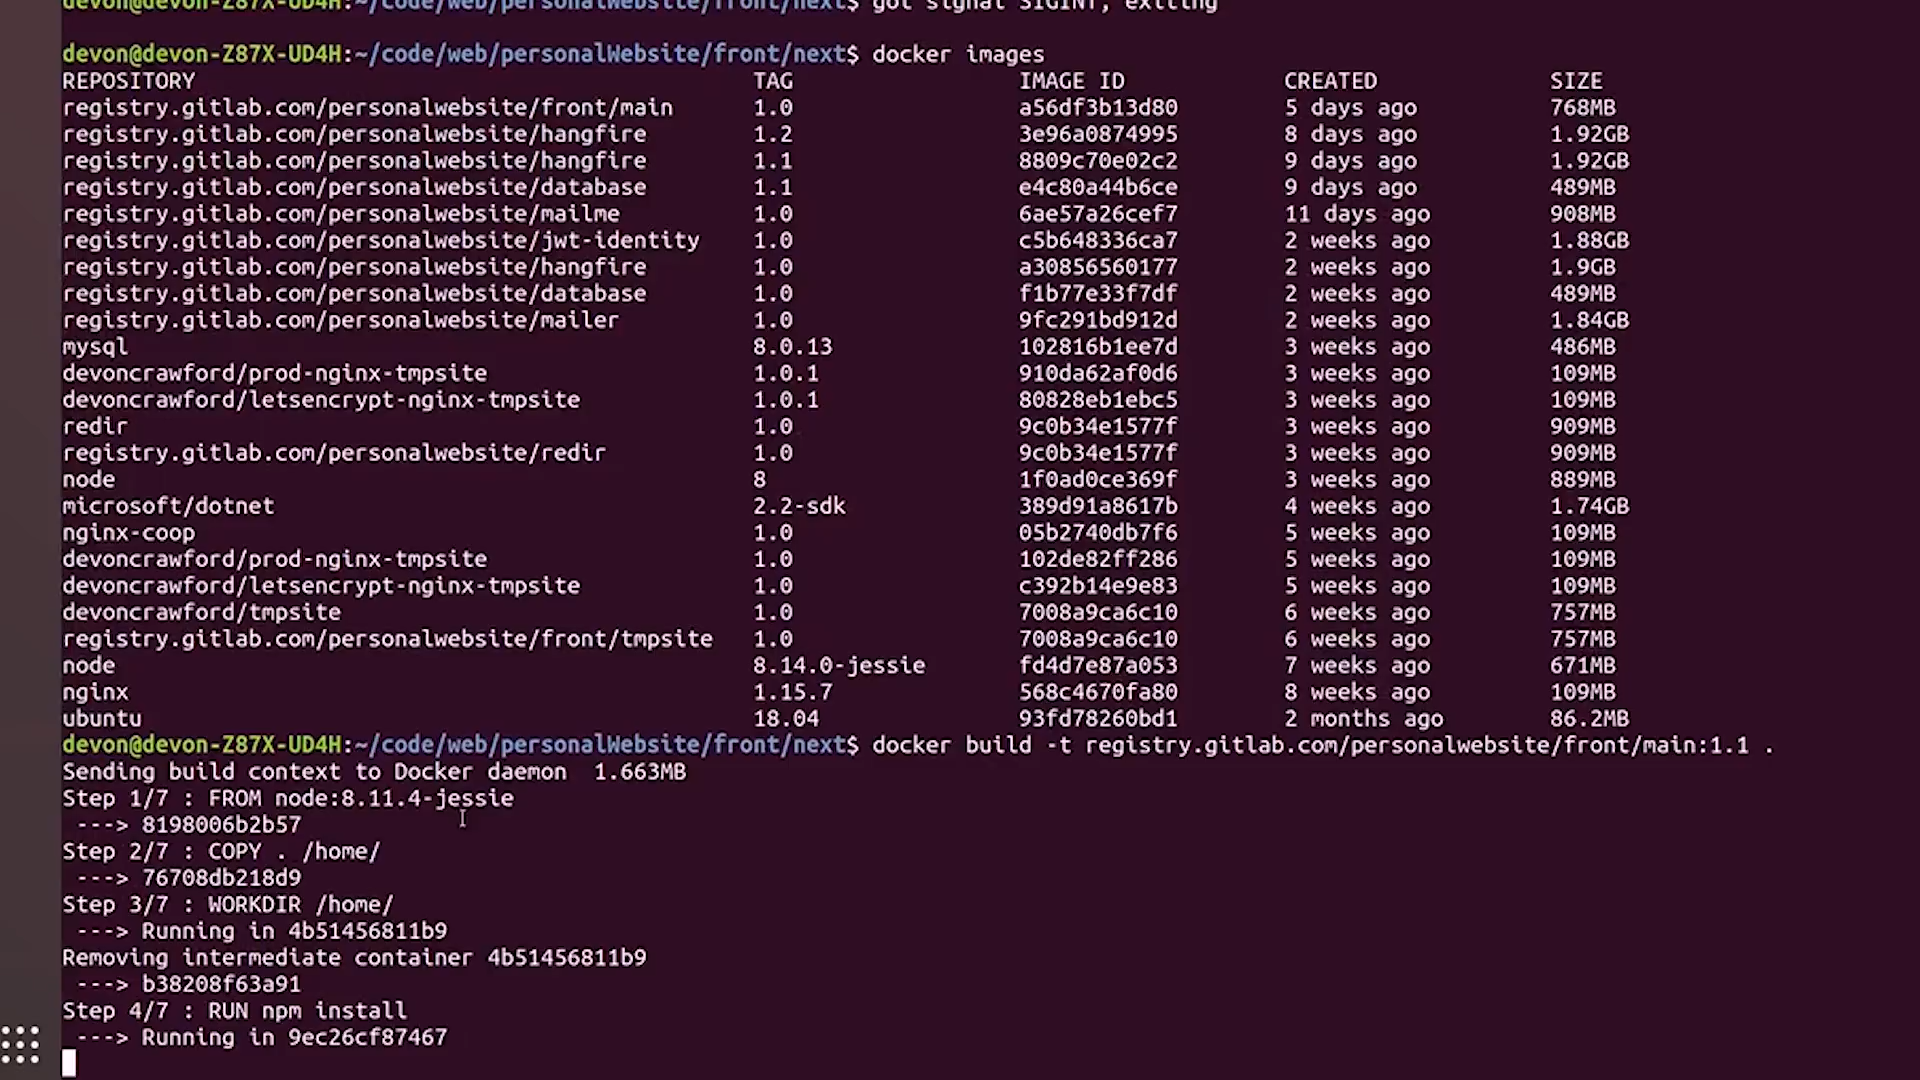 devon@devon-Z87X-UD4H:~/code/web/personalWebsite/front/next$ got signal SIGINT, exiting
devon@devon-Z87X-UD4H:~/code/web/personalWebsite/front/next$ docker images
REPOSITORY TAG IMAGE ID CREATED SIZE
registry.gitlab.com/personalwebsite/front/main 1.0 a56df3b13d80 5 days ago 768MB
registry.gitlab.com/personalwebsite/hangfire 1.2 3e96a0874995 8 days ago 1.92GB
registry.gitlab.com/personalwebsite/hangfire 1.1 8809c70e02c2 9 days ago 1.92GB
registry.gitlab.com/personalwebsite/database 1.1 e4c80a44b6ce 9 days ago 489MB
registry.gitlab.com/personalwebsite/mailme 1.0 6ae57a26cef7 11 days ago 908MB
registry.gitlab.com/personalwebsite/jwt-identity 1.0 c5b648336ca7 2 weeks ago 1.88GB
registry.gitlab.com/personalwebsite/hangfire 1.0 a30856560177 2 weeks ago 1.9GB
registry.gitlab.com/personalwebsite/database 1.0 f1b77e33f7df 2 weeks ago 489MB
registry.gitlab.com/personalwebsite/mailer 1.0 9fc291bd912d 2 weeks ago 1.84GB
mysql 8.0.13 102816b1ee7d 3 weeks ago 486MB
devoncrawford/prod-nginx-tmpsite 1.0.1 910da62af0d6 3 weeks ago 109MB
devoncrawford/letsencrypt-nginx-tmpsite 1.0.1 80828eb1ebc5 3 weeks ago 109MB
redir 1.0 9c0b34e1577f 3 weeks ago 909MB
registry.gitlab.com/personalwebsite/redir 1.0 9c0b34e1577f 3 weeks ago 909MB
node 8 1f0ad0ce369f 3 weeks ago 889MB
microsoft/dotnet 2.2-sdk 389d91a8617b 4 weeks ago 1.74GB
nginx-coop 1.0 05b2740db7f6 5 weeks ago 109MB
devoncrawford/prod-nginx-tmpsite 1.0 102de82ff286 5 weeks ago 109MB
devoncrawford/letsencrypt-nginx-tmpsite 1.0 c392b14e9e83 5 weeks ago 109MB
devoncrawford/tmpsite 1.0 7008a9ca6c10 6 weeks ago 757MB
registry.gitlab.com/personalwebsite/front/tmpsite 1.0 7008a9ca6c10 6 weeks ago 757MB
node 8.14.0-jessie fd4d7e87a053 7 weeks ago 671MB
nginx 1.15.7 568c4670fa80 8 weeks ago 109MB
ubuntu 18.04 93fd78260bd1 2 months ago 86.2MB
devon@devon-Z87X-UD4H:~/code/web/personalWebsite/front/next$ docker build -t registry.gitlab.com/personalwebsite/front/main:1.1 .
Sending build context to Docker daemon 1.663MB
Step 1/7 : FROM node:8.11.4-jessie
---> 8198006b2b57
Step 2/7 : COPY . /home/
---> 76708db218d9
Step 3/7 : WORKDIR /home/
---> Running in 4b51456811b9
Removing intermediate container 4b51456811b9
---> b38208f63a91
Step 4/7 : RUN npm install
---> Running in 9ec26cf87467